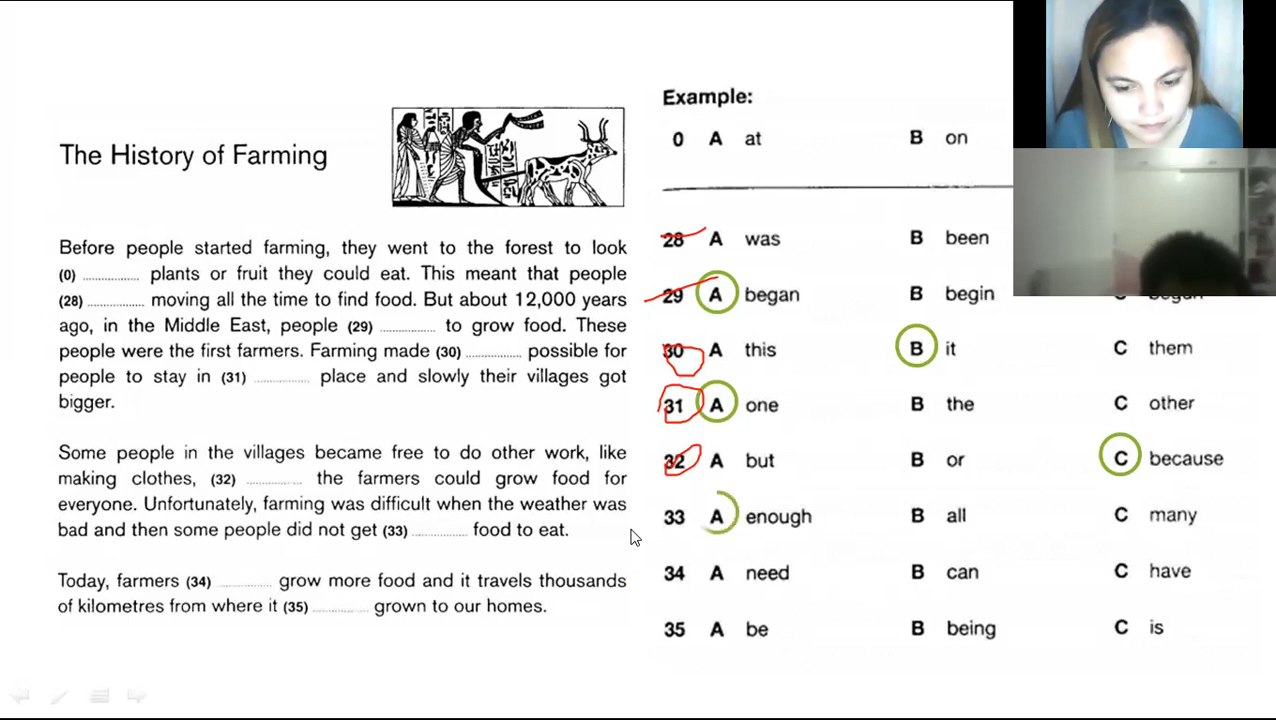 The History of Farming
Before people started farming, they went to the forest to look
(0) .................. plants or fruit they could eat. This meant that people
(28) .................. moving all the time to find food. But about 12,000 years
ago, in the Middle East, people (29) .................. to grow food. These
people were the first farmers. Farming made (30) .................. possible for
people to stay in (31) .................. place and slowly their villages got
bigger.
Some people in the villages became free to do other work, like
making clothes, (32) .................. the farmers could grow food for
everyone. Unfortunately, farming was difficult when the weather was
bad and then some people did not get (33) .................. food to eat.
Today, farmers (34) .................. grow more food and it travels thousands
of kilometres from where it (35) .................. grown to our homes.
Example:
0 A at B on
28 A was B been
29 A began B begin
30 A this B it C them
31 A one B the C other
32 A but B or C because
33 A enough B all C many
34 A need B can C have
35 A be B being C is